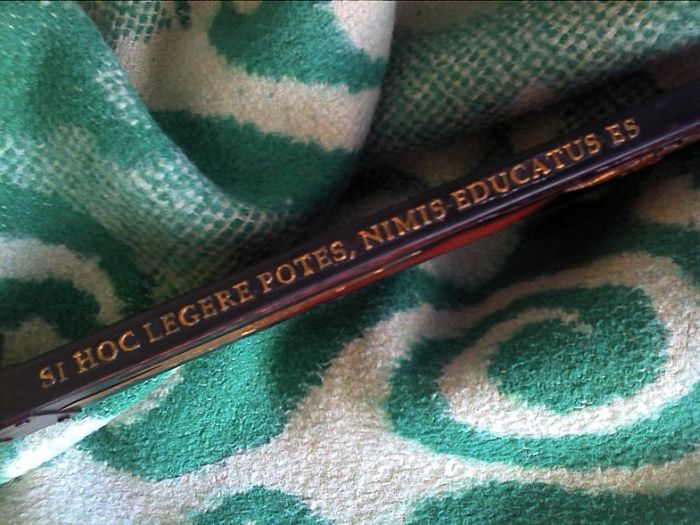 SI HOC LEGERE POTES, NIMIS EDUCATUS ES